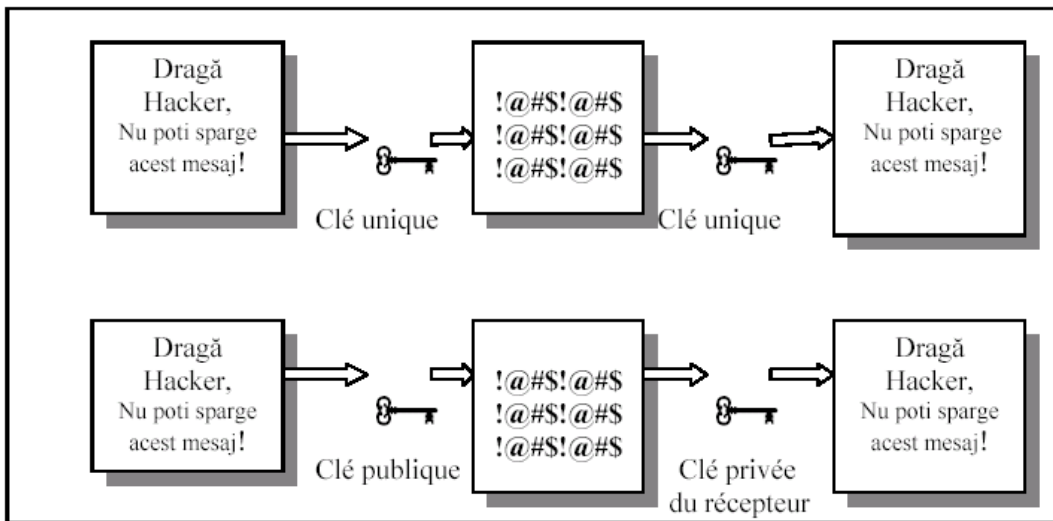 Dragă
Hacker,
Nu poti sparge
acest mesaj!
!@#$!@#$
!@#$!@#$
!@#$!@#$
Dragă
Hacker,
Nu poti sparge
acest mesaj!
Clé unique
Clé unique
Dragă
Hacker,
Nu poti sparge
acest mesaj!
!@#$!@#$
!@#$!@#$
!@#$!@#$
Dragă
Hacker,
Nu poti sparge
acest mesaj!
Clé publique
Clé privée
du récepteur